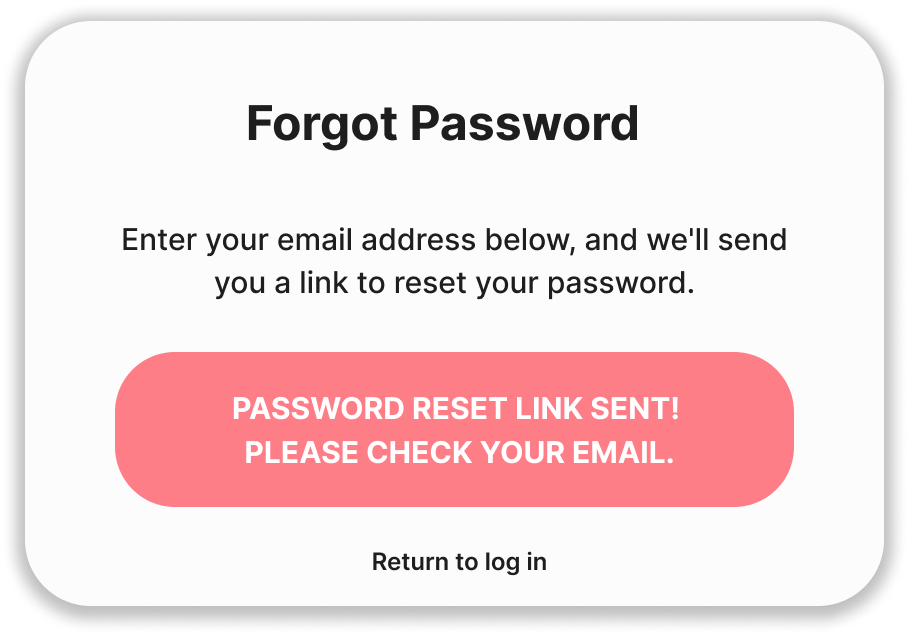 Forgot Password
Enter your email address below, and we'll send
you a link to reset your password.
PASSWORD RESET LINK SENT!
PLEASE CHECK YOUR EMAIL.
Return to log in